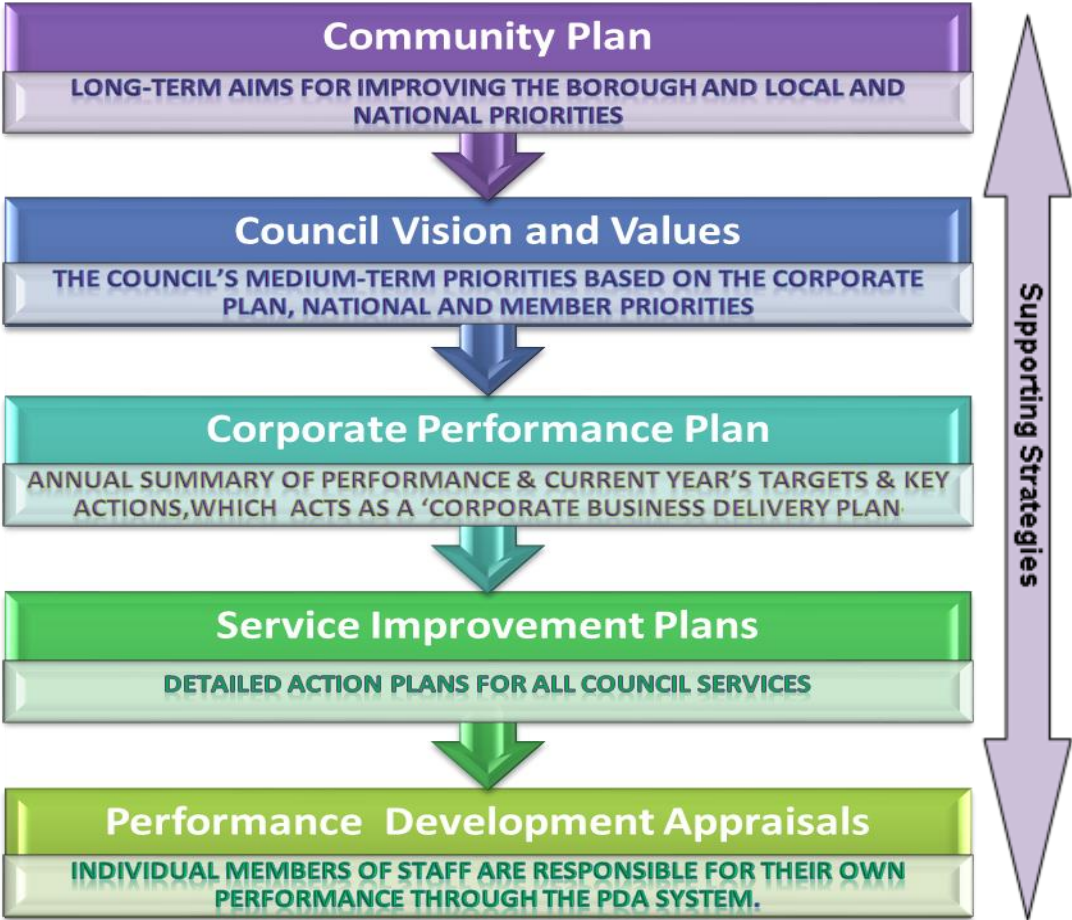 Community Plan
LONG-TERM AIMS FOR IMPROVING THE BOROUGH AND LOCAL AND
NATIONAL PRIORITIES
Council Vision and Values
THE COUNCIL'S MEDIUM-TERM PRIORITIES BASED ON THE CORPORATE
PLAN, NATIONAL AND MEMBER PRIORITIES
Corporate Performance Plan
ANNUAL SUMMARY OF PERFORMANCE & CURRENT YEAR'S TARGETS & KEY
ACTIONS,WHICH ACTS AS A ‘CORPORATE BUSINESS DELIVERY PLAN
Service Improvement Plans
DETAILED ACTION PLANS FOR ALL COUNCIL SERVICES
Performance Development Appraisals
INDIVIDUAL MEMBERS OF STAFF ARE RESPONSIBLE FOR THEIR OWN
PERFORMANCE THROUGH THE PDA SYSTEM.
Supporting Strategies